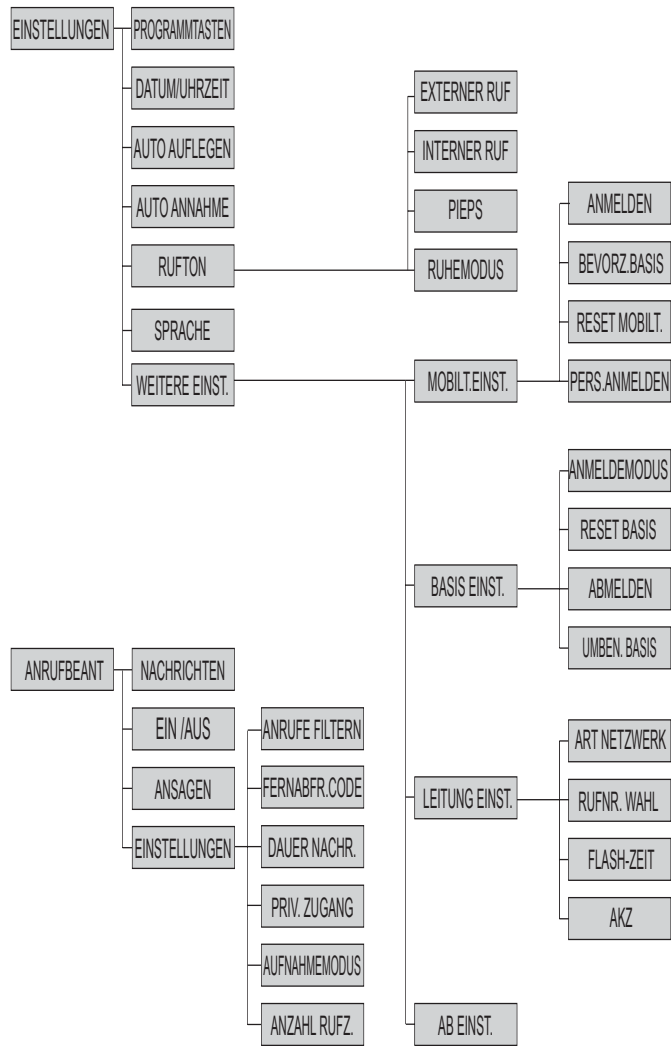 EINSTELLUNGEN
PROGRAMMTASTEN
DATUM/UHRZEIT
AUTO AUFLEGEN
AUTO ANNAHME
RUFTON
EXTERNER RUF
INTERNER RUF
PIEPS
RUHEMODUS
SPRACHE
WEITERE EINST.
MOBILT.EINST.
ANMELDEN
BEVORZ.BASIS
RESET MOBILT.
PERS.ANMELDEN
BASIS EINST.
ANMELDEMODUS
RESET BASIS
ABMELDEN
UMBEN. BASIS
LEITUNG EINST.
ART NETZWERK
RUFNR. WAHL
FLASH-ZEIT
AKZ
AB EINST.
ANRUFBEANT
NACHRICHTEN
EIN /AUS
ANSAGEN
EINSTELLUNGEN
ANRUFE FILTERN
FERNABFR.CODE
DAUER NACHR.
PRIV. ZUGANG
AUFNAHMEMODUS
ANZAHL RUFZ.